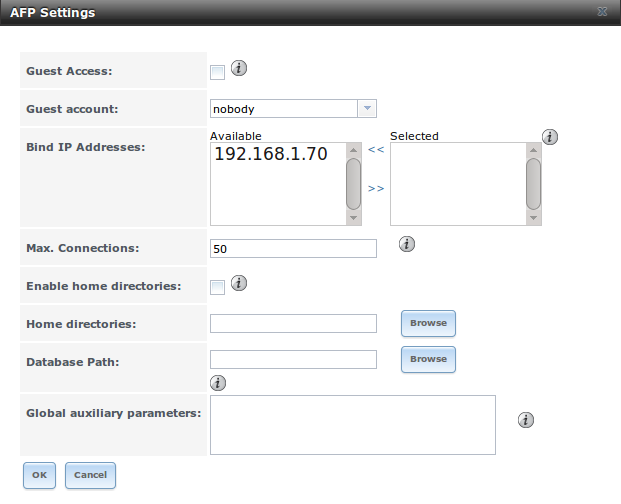 AFP Settings
Guest Access:
Guest account:
nobody
Bind IP Addresses:
Available
Selected
192.168.1.70
<<
>>
Max. Connections:
50
Enable home directories:
Home directories:
Browse
Database Path:
Browse
Global auxiliary parameters:
OK
Cancel